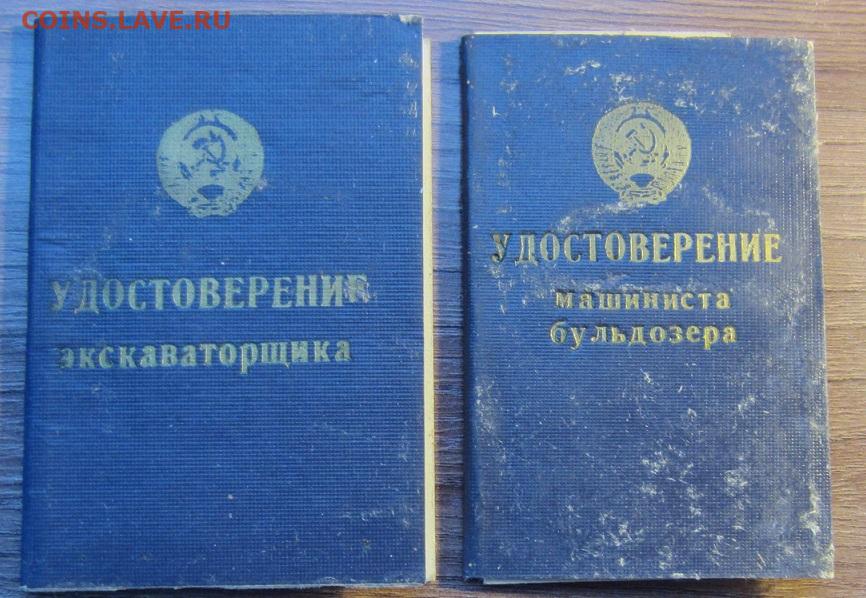 COINS.LAVE.RU
УДОСТОВЕРЕНИЕ
экскаваторщика
УДОСТОВЕРЕНИЕ
машиниста
бульдозера